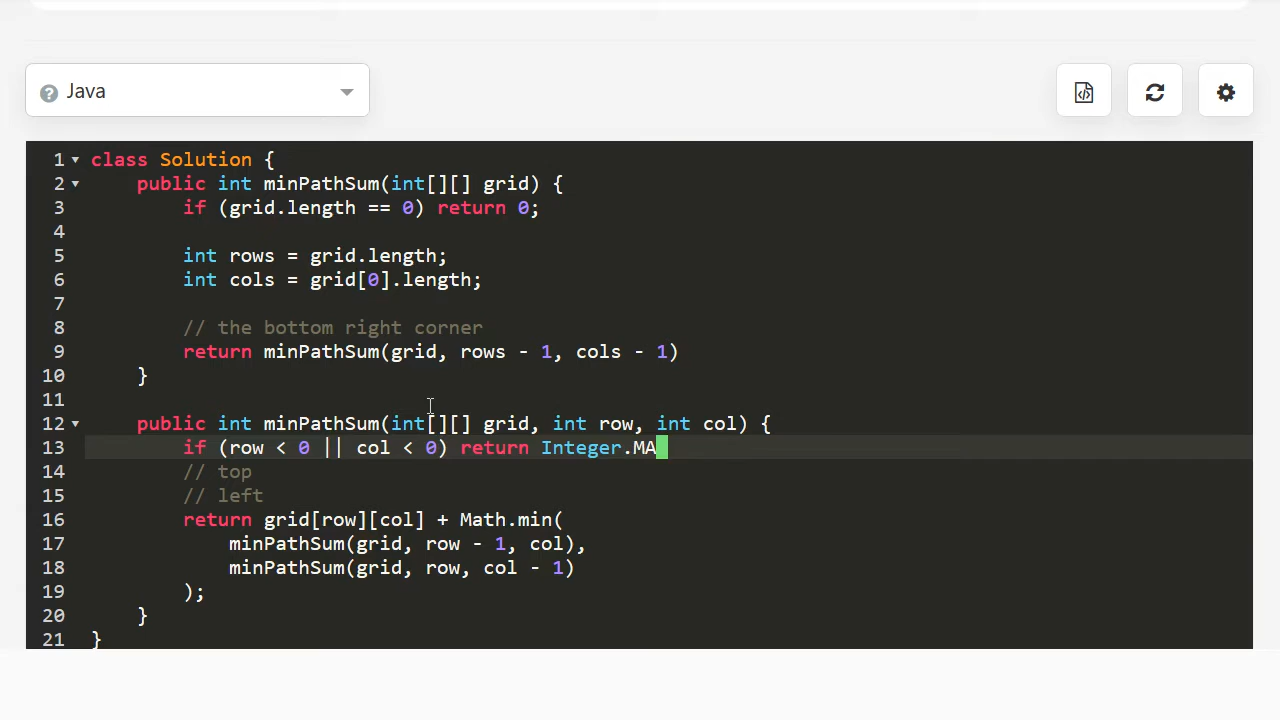 Java
1 class Solution {
2     public int minPathSum(int[][] grid) {
3         if (grid.length == 0) return 0;
4
5         int rows = grid.length;
6         int cols = grid[0].length;
7
8         // the bottom right corner
9         return minPathSum(grid, rows - 1, cols - 1)
10     }
11
12     public int minPathSum(int[][] grid, int row, int col) {
13         if (row < 0 || col < 0) return Integer.MA
14         // top
15         // left
16         return grid[row][col] + Math.min(
17             minPathSum(grid, row - 1, col),
18             minPathSum(grid, row, col - 1)
19         );
20     }
21 }